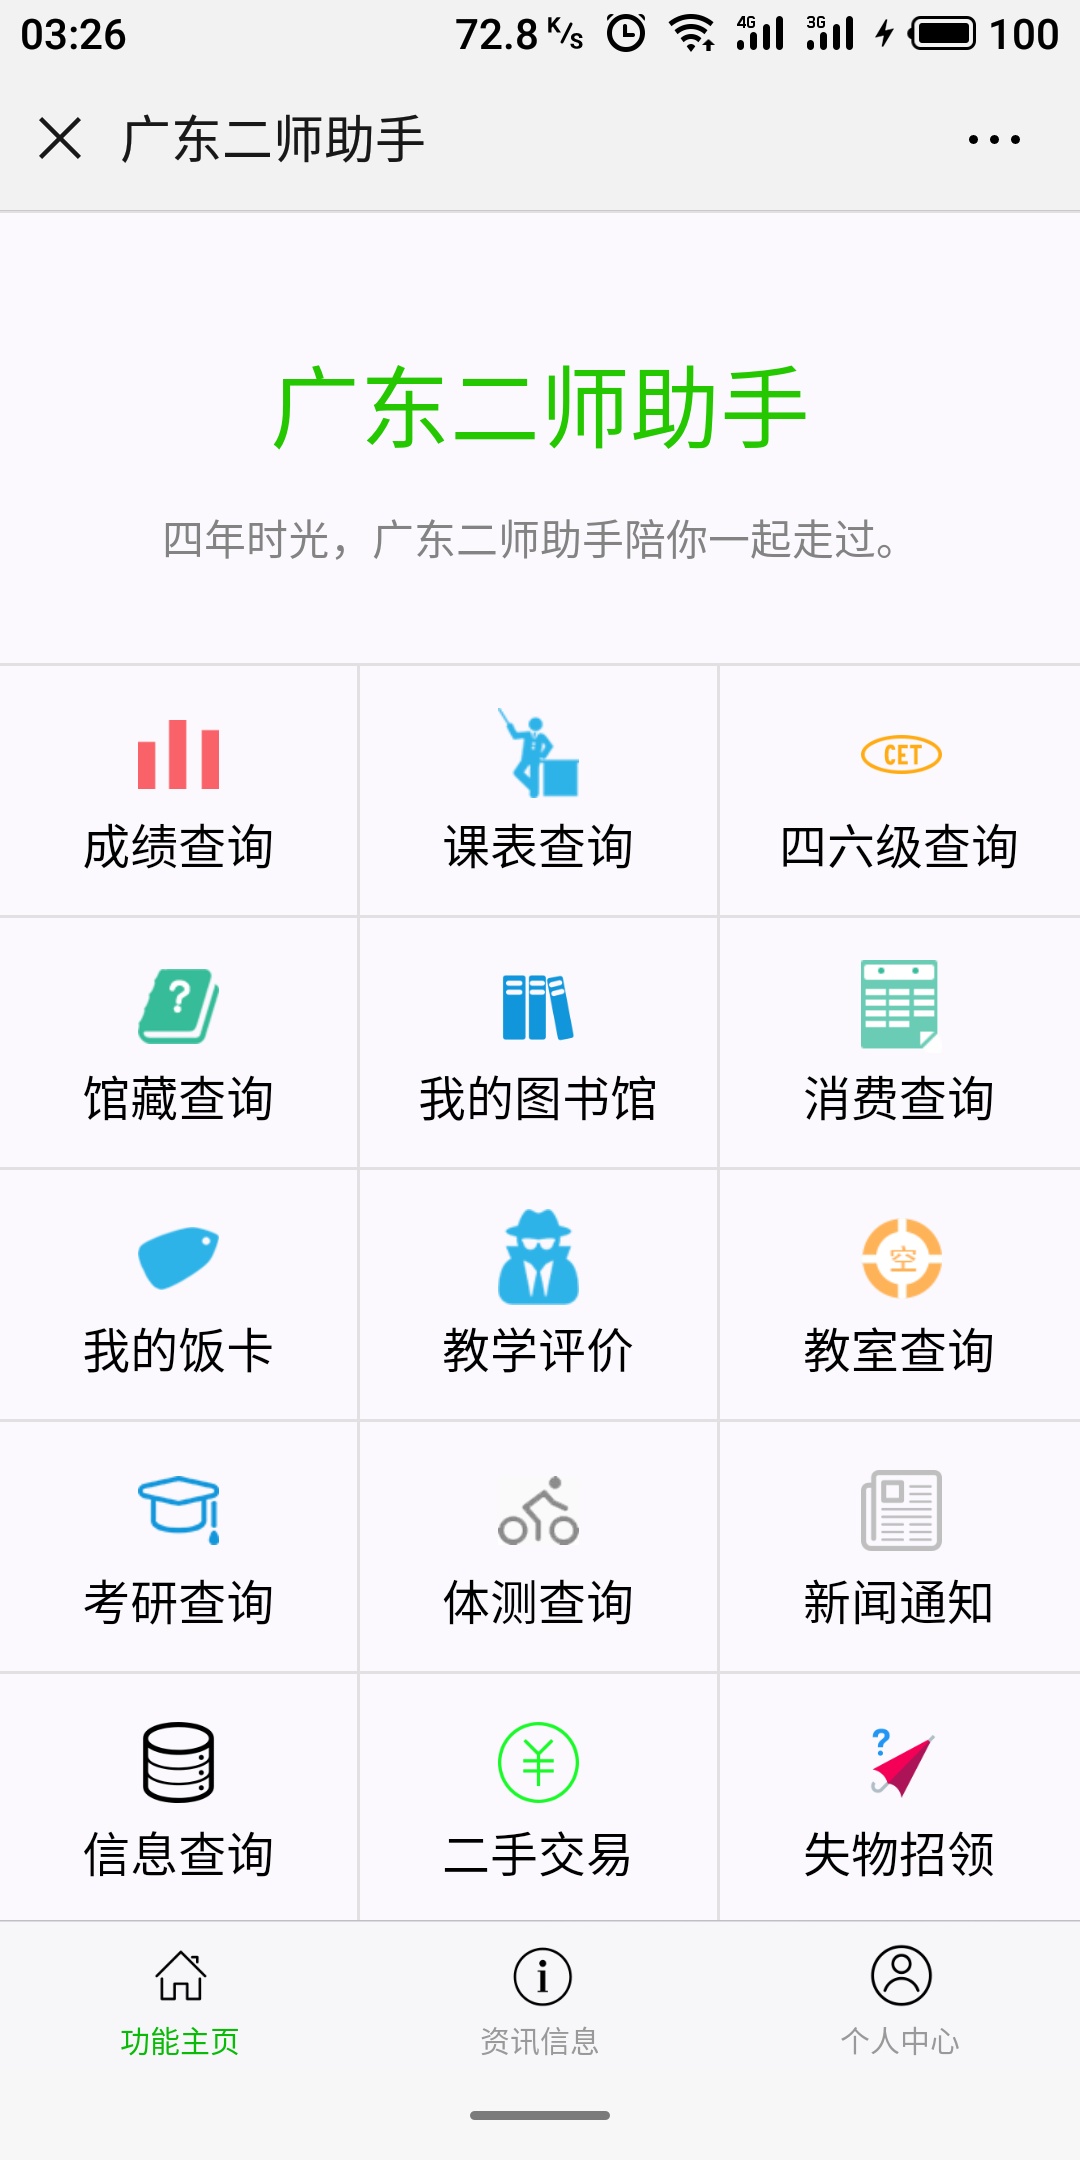 03:26 72.8 K/s 4G 3G 100
广东二师助手
广东二师助手
四年时光，广东二师助手陪你一起走过。
CET
成绩查询 课表查询 四六级查询
?
馆藏查询 我的图书馆 消费查询
空
我的饭卡 教学评价 教室查询
考研查询 体测查询 新闻通知
¥ ?
信息查询 二手交易 失物招领
i
功能主页 资讯信息 个人中心